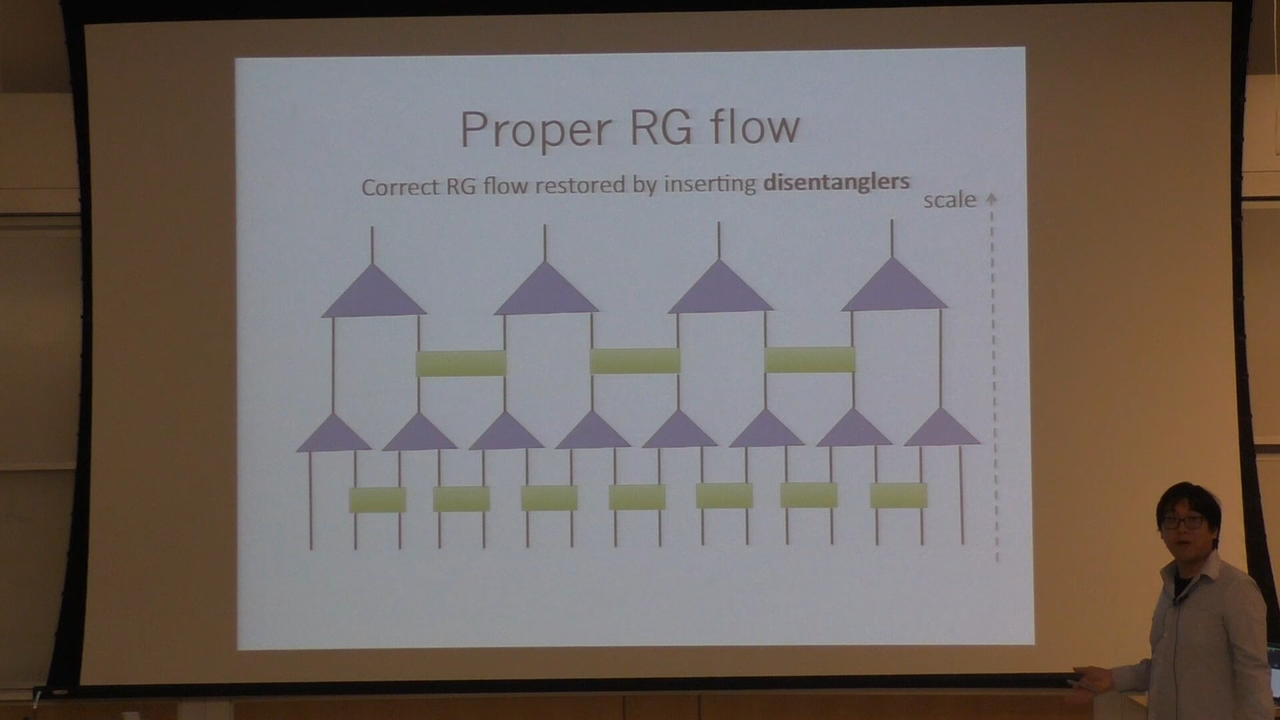 Proper RG flow
Correct RG flow restored by inserting disentanglers
scale